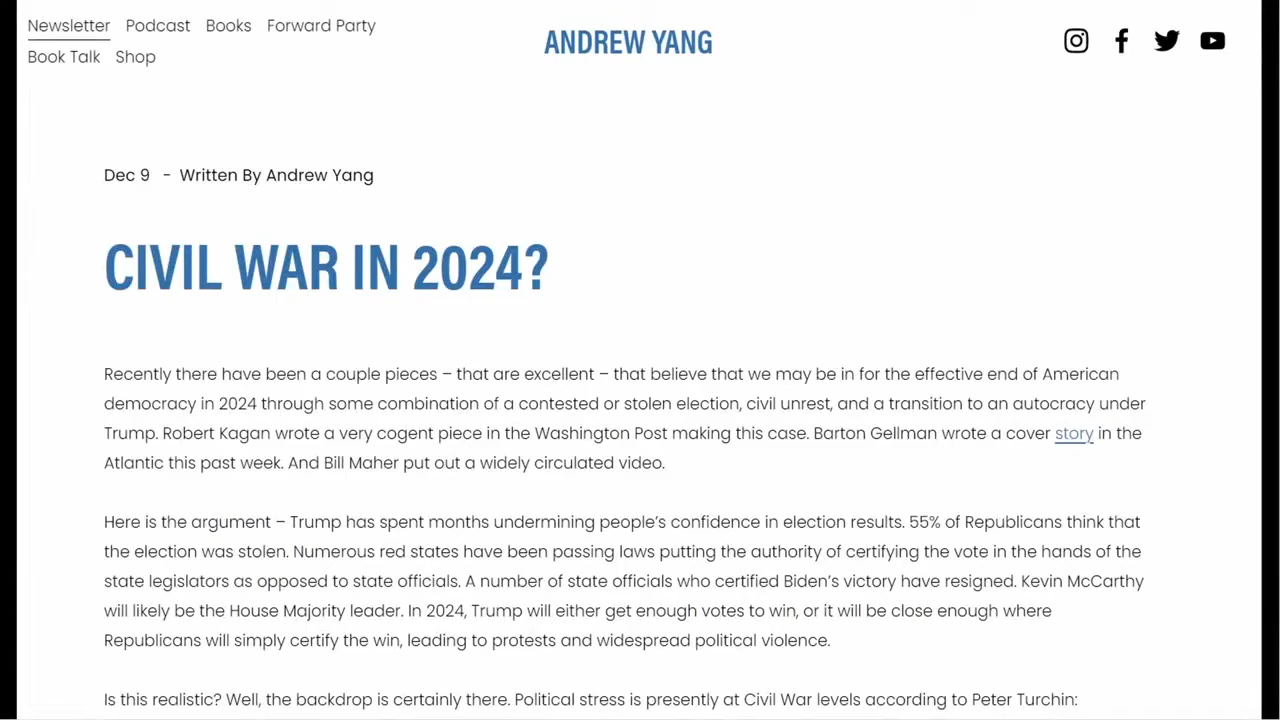 Newsletter Podcast Books Forward Party
Book Talk Shop
ANDREW YANG
Dec 9 - Written By Andrew Yang
CIVIL WAR IN 2024?
Recently there have been a couple pieces – that are excellent – that believe that we may be in for the effective end of American
democracy in 2024 through some combination of a contested or stolen election, civil unrest, and a transition to an autocracy under
Trump. Robert Kagan wrote a very cogent piece in the Washington Post making this case. Barton Gellman wrote a cover story in the
Atlantic this past week. And Bill Maher put out a widely circulated video.
Here is the argument – Trump has spent months undermining people’s confidence in election results. 55% of Republicans think that
the election was stolen. Numerous red states have been passing laws putting the authority of certifying the vote in the hands of the
state legislators as opposed to state officials. A number of state officials who certified Biden’s victory have resigned. Kevin McCarthy
will likely be the House Majority leader. In 2024, Trump will either get enough votes to win, or it will be close enough where
Republicans will simply certify the win, leading to protests and widespread political violence.
Is this realistic? Well, the backdrop is certainly there. Political stress is presently at Civil War levels according to Peter Turchin: